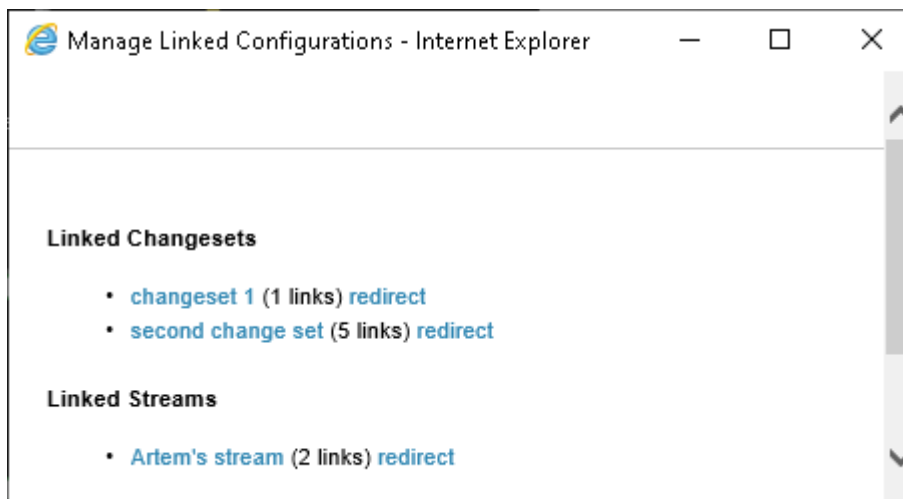 Manage Linked Configurations - Internet Explorer
Linked Changesets
• changeset 1 (1 links) redirect
• second change set (5 links) redirect
Linked Streams
• Artem's stream (2 links) redirect